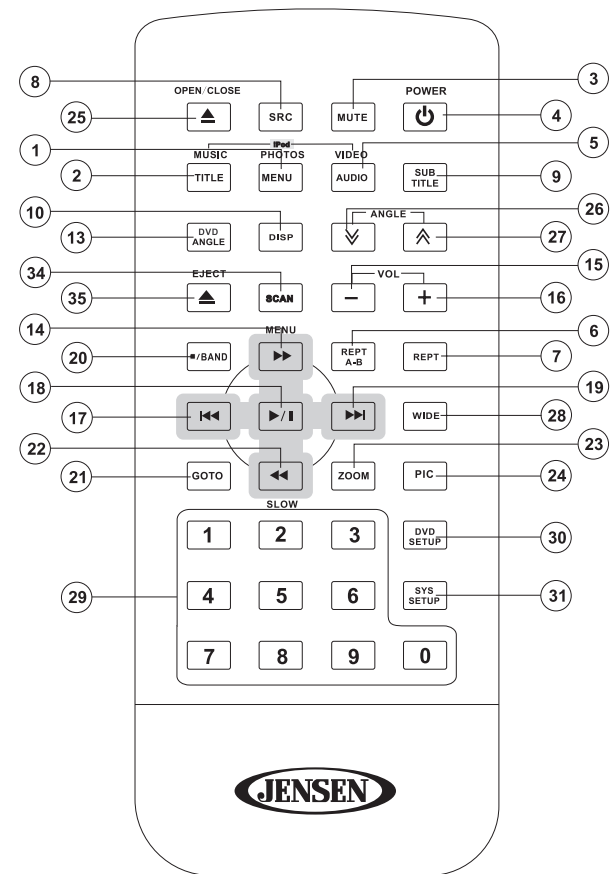 OPEN/CLOSE POWER
8 3
25 SRC MUTE 4
iPod
1 MUSIC PHOTOS VIDEO 5
2 TITLE MENU AUDIO SUB TITLE 9
10 ANGLE 26
13 DVD ANGLE DISP 27
34 EJECT VOL 15
35 SCAN − + 16
14 MENU 6
20 ■/BAND REPT A-B REPT 7
18 19
17 WIDE 28
22 23
21 GOTO ZOOM PIC 24
SLOW
1 2 3 DVD SETUP 30
29 4 5 6 SYS SETUP 31
7 8 9 0
JENSEN